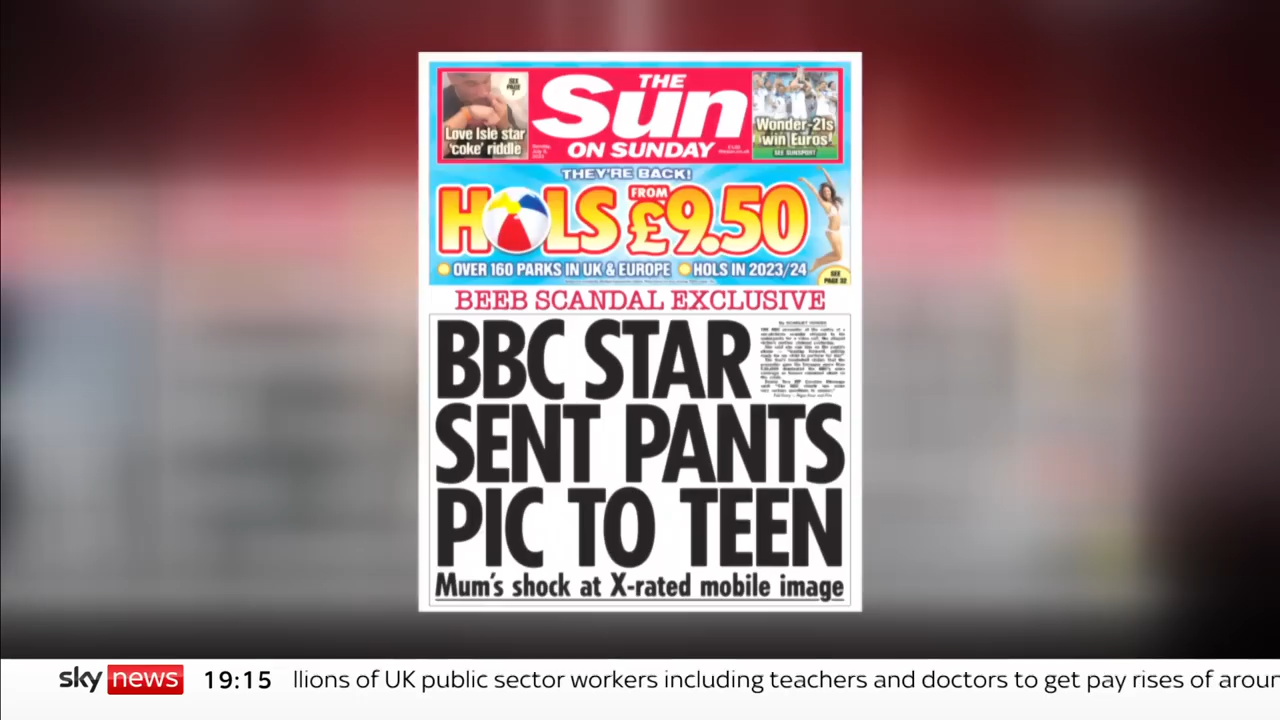 SEE
PAGE
7
Love Isle star
'coke' riddle
THE
Sun
ON SUNDAY
Wonder-21s
win Euros!
SEE SUNSPORT
THEY'RE BACK!
HOLS FROM £9.50
OVER 160 PARKS IN UK & EUROPE HOLS IN 2023/24
SEE
PAGE 32
BEEB SCANDAL EXCLUSIVE
BBC STAR
SENT PANTS
PIC TO TEEN
Mum's shock at X-rated mobile image
sky news 19:15 llions of UK public sector workers including teachers and doctors to get pay rises of aroun